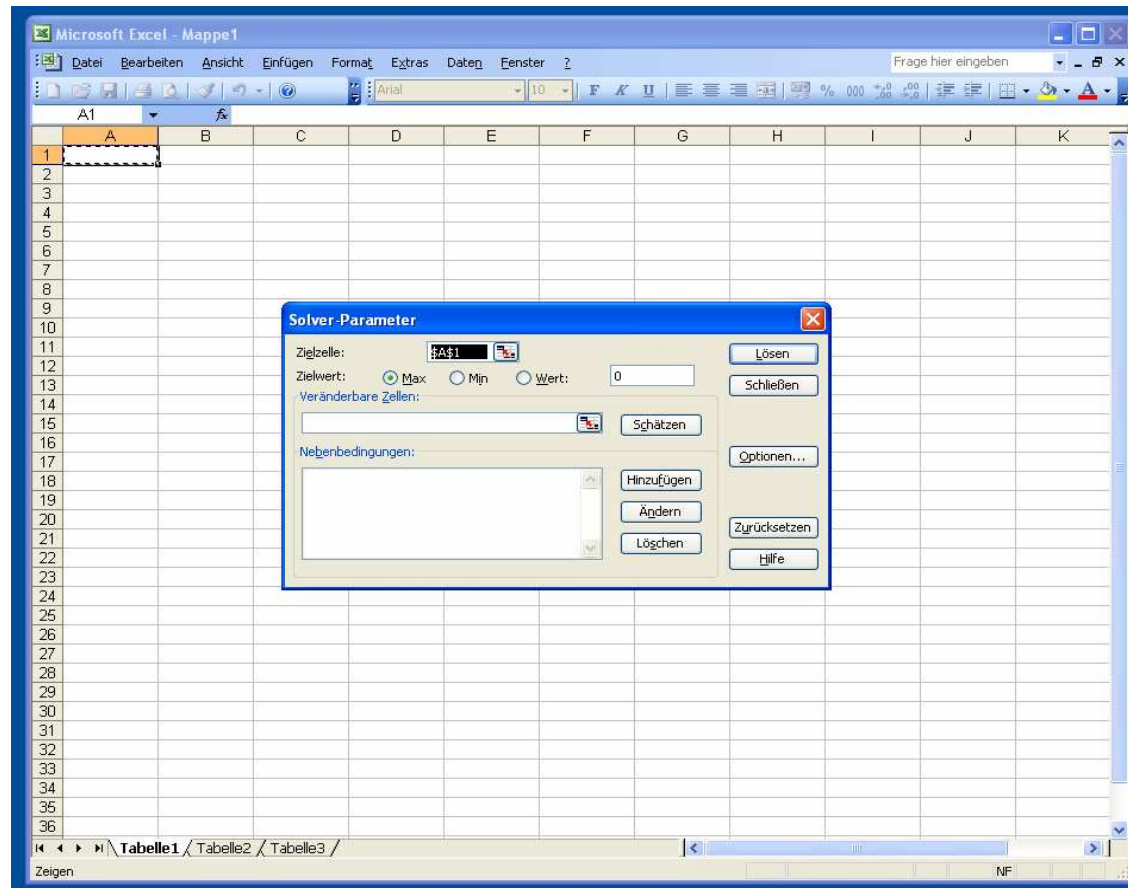 Microsoft Excel - Mappe1
Datei Bearbeiten Ansicht Einfügen Format Extras Daten Fenster ? Frage hier eingeben
Arial 10 F K U % 000
A1 fx
A B C D E F G H I J K
1
2
3
4
5
6
7
8
9
10
11
12
13
14
15
16
17
18
19
20
21
22
23
24
25
26
27
28
29
30
31
32
33
34
35
36
Solver-Parameter
Zielzelle: $A$1 Lösen
Zielwert: Max Min Wert: 0 Schließen
Veränderbare Zellen:
Schätzen
Nebenbedingungen: Optionen...
Hinzufügen
Ändern
Zurücksetzen
Löschen
Hilfe
Tabelle1 Tabelle2 Tabelle3
Zeigen NF